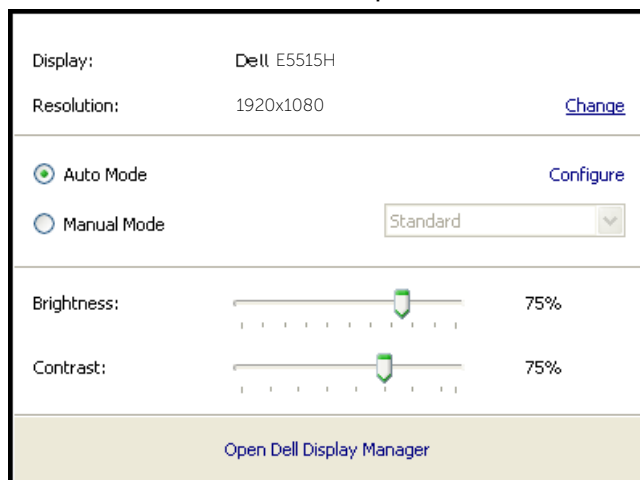 Display: Dell E5515H
Resolution: 1920x1080 Change
Auto Mode Configure
Manual Mode Standard
Brightness: 75%
Contrast: 75%
Open Dell Display Manager